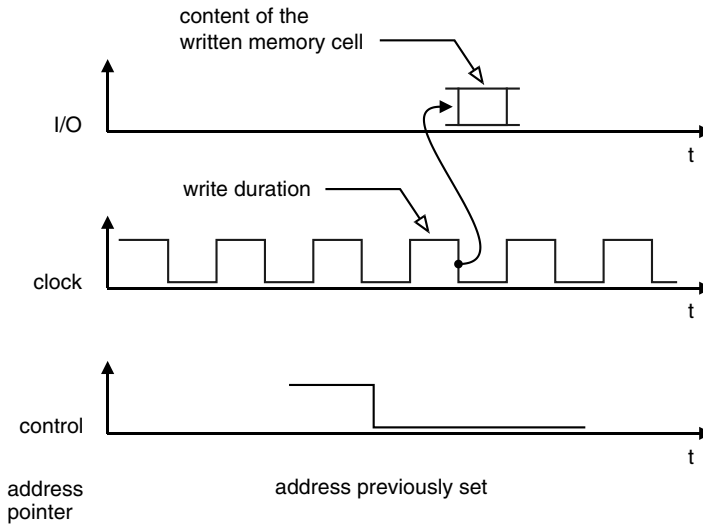 content of the
written memory cell
I/O
t
write duration
clock
t
control
t
address previously set
address
pointer